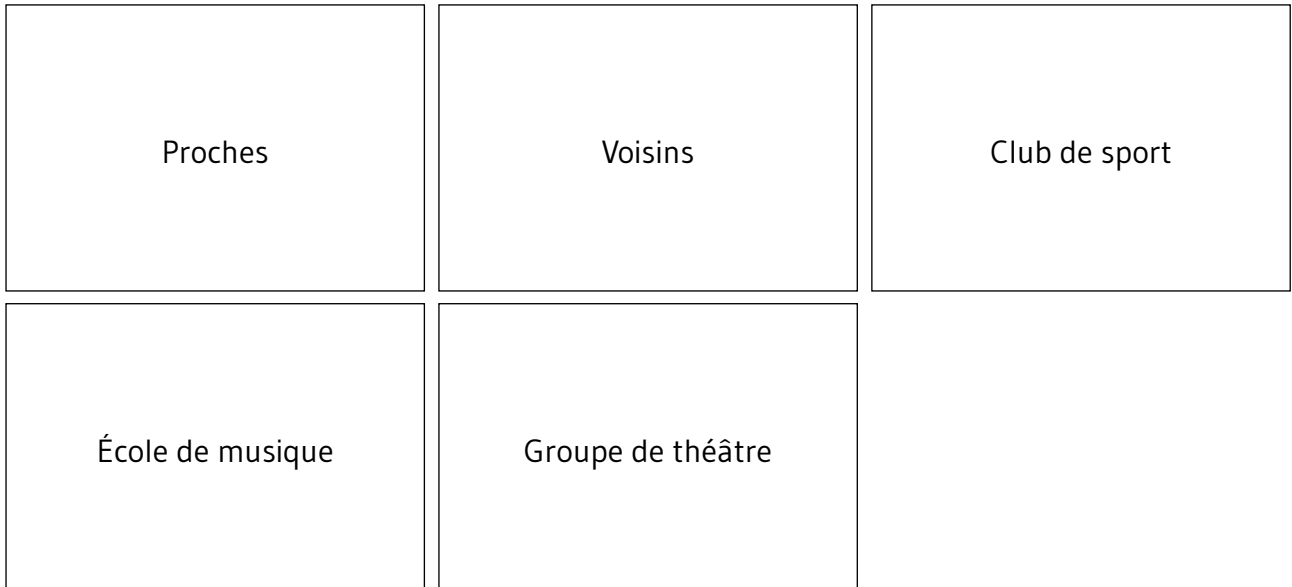 Proches
Voisins
Club de sport
École de musique
Groupe de théâtre